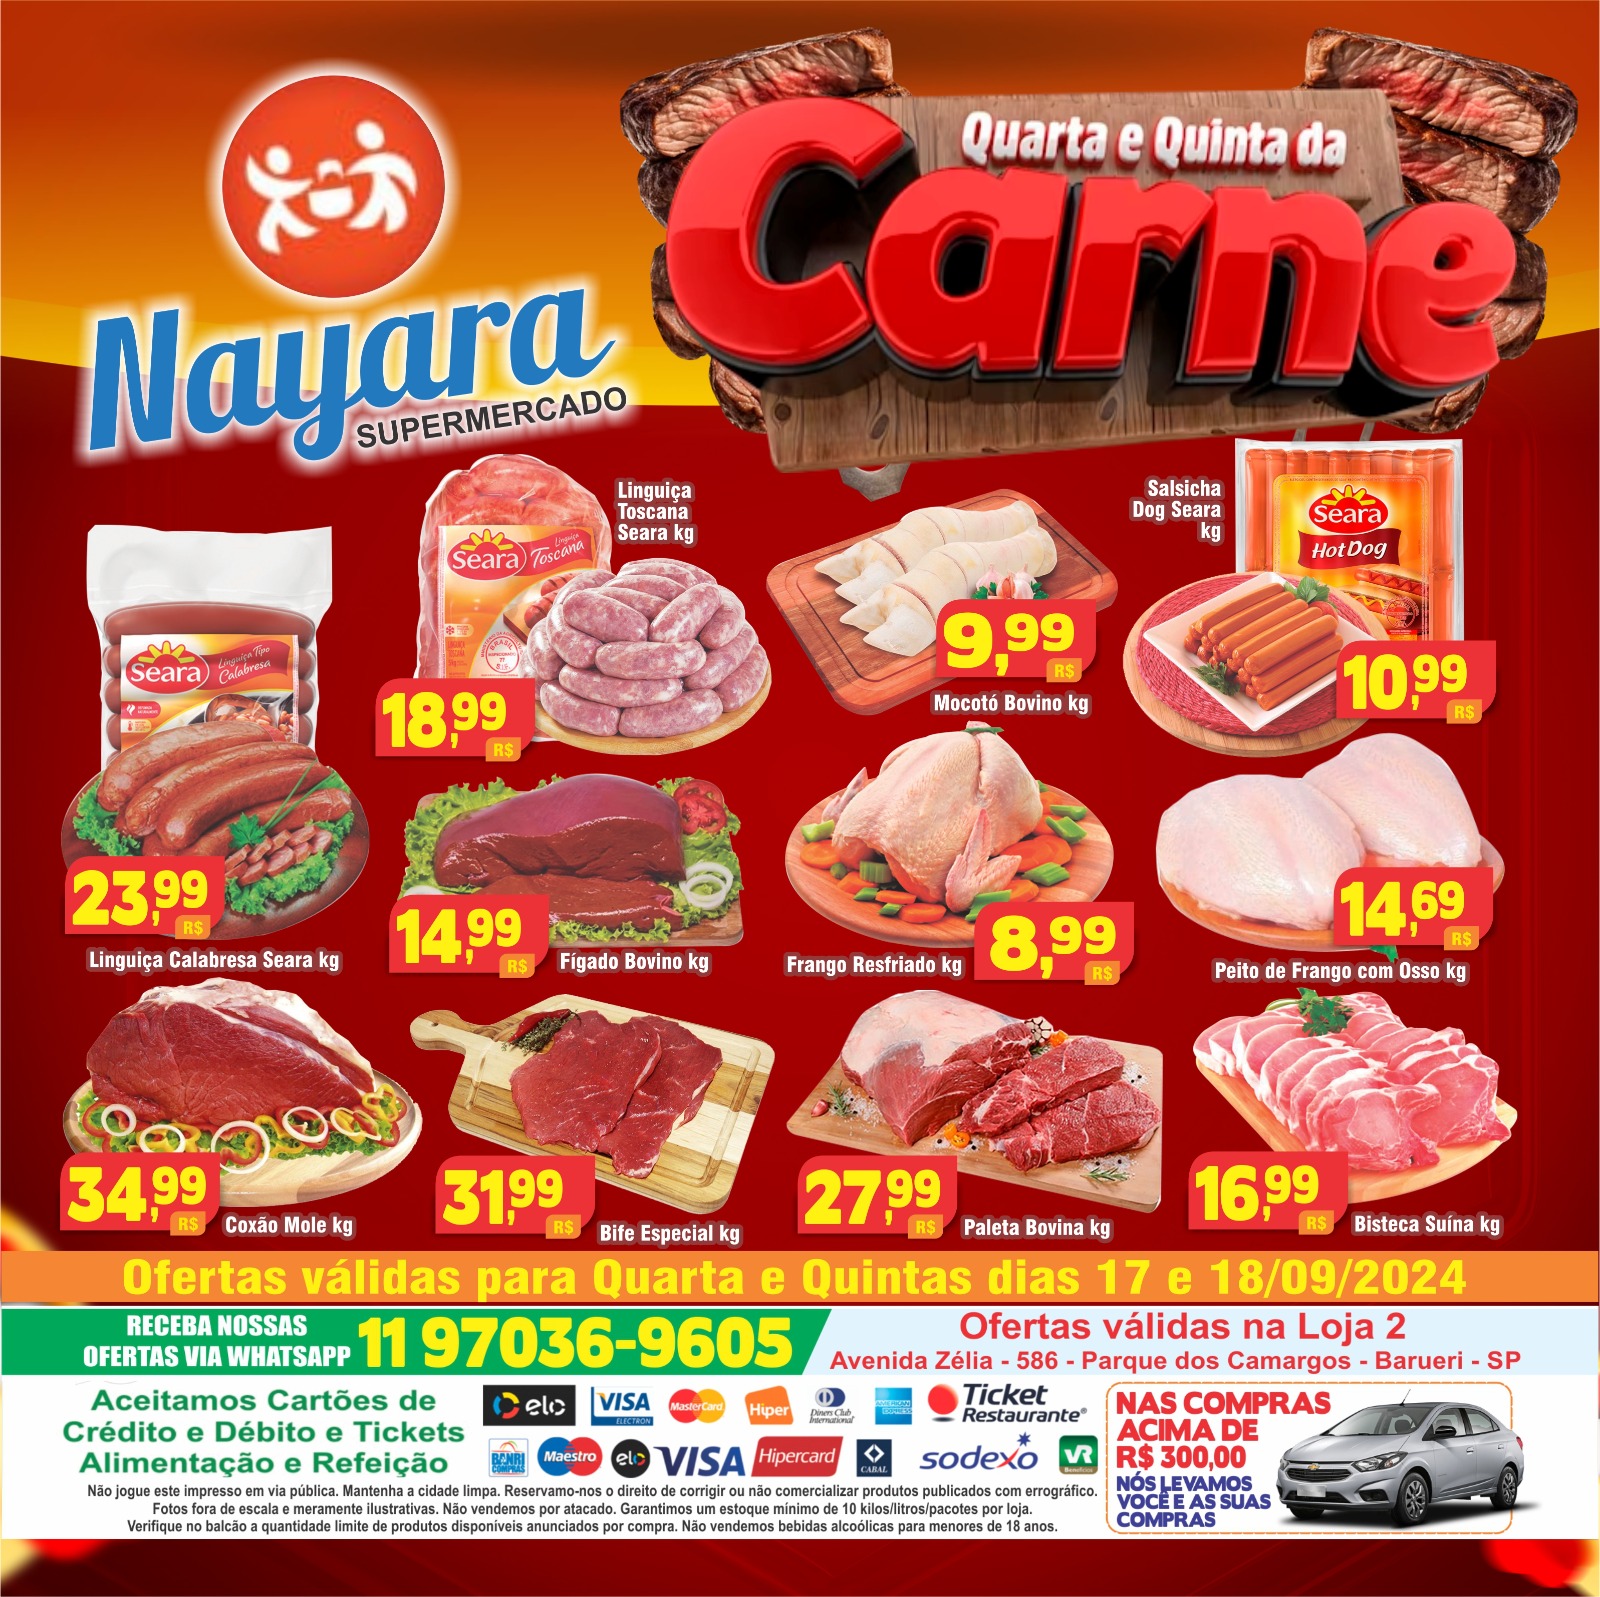 Nayara
SUPERMERCADO
Quarta e Quinta da
Carne
Linguiça
Toscana
Seara kg
Seara
Linguiça
Toscana
18,99
R$
9,99
R$
Mocotó Bovino kg
Salsicha
Dog Seara
kg
Seara
Hot Dog
10,99
R$
Seara
Linguiça Tipo
Calabresa
23,99
R$
Linguiça Calabresa Seara kg
14,99
R$
Fígado Bovino kg
Frango Resfriado kg
8,99
R$
14,69
R$
Peito de Frango com Osso kg
34,99
R$
Coxão Mole kg
31,99
R$
Bife Especial kg
27,99
R$
Paleta Bovina kg
16,99
R$
Bisteca Suína kg
Ofertas válidas para Quarta e Quintas dias 17 e 18/09/2024
RECEBA NOSSAS
OFERTAS VIA WHATSAPP
11 97036-9605
Ofertas válidas na Loja 2
Avenida Zélia - 586 - Parque dos Camargos - Barueri - SP
Aceitamos Cartões de
Crédito e Débito e Tickets
Alimentação e Refeição
elo
VISA
ELECTRON
MasterCard
Hiper
Diners Club
International
AMERICAN
EXPRESS
Ticket
Restaurante®
BANRI
COMPRAS
Maestro
elo
VISA
Hipercard
CABAL
sodexo
VR
Benefícios
NAS COMPRAS
ACIMA DE
R$ 300,00
NÓS LEVAMOS
VOCÊ E AS SUAS
COMPRAS
Não jogue este impresso em via pública. Mantenha a cidade limpa. Reservamo-nos o direito de corrigir ou não comercializar produtos publicados com errográfico.
Fotos fora de escala e meramente ilustrativas. Não vendemos por atacado. Garantimos um estoque mínimo de 10 kilos/litros/pacotes por loja.
Verifique no balcão a quantidade limite de produtos disponíveis anunciados por compra. Não vendemos bebidas alcoólicas para menores de 18 anos.